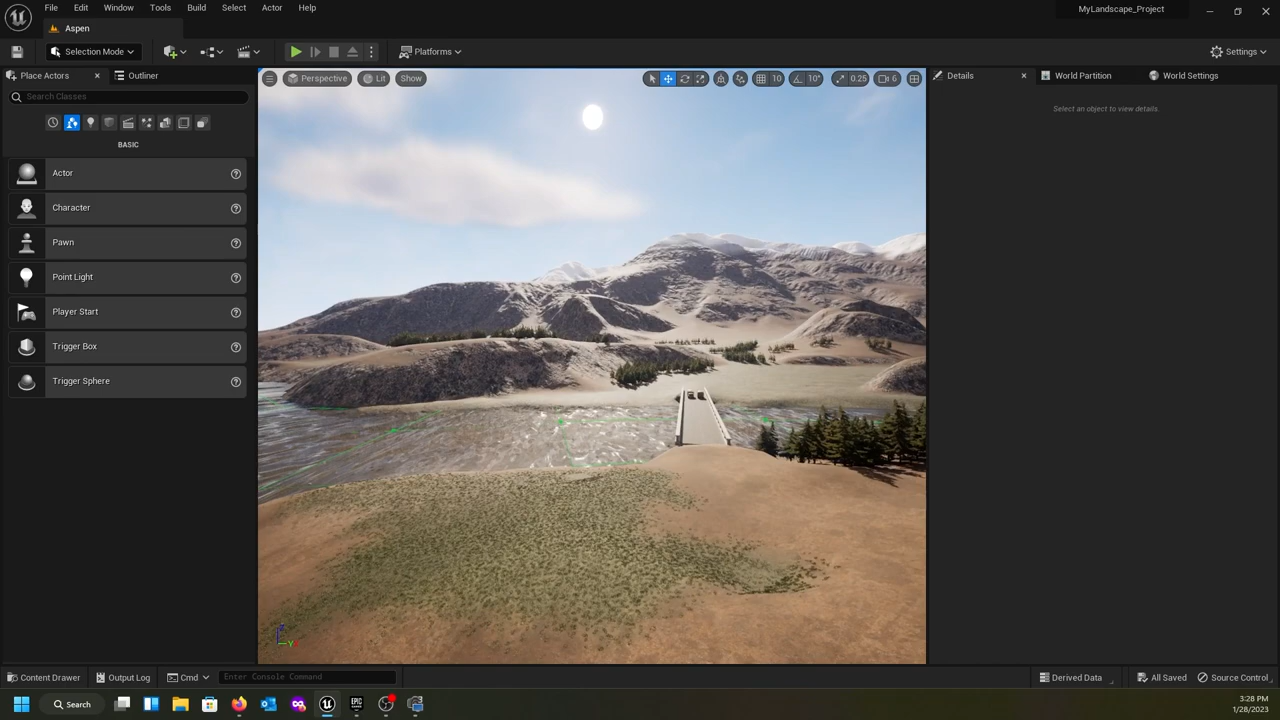 File Edit Window Tools Build Select Actor Help
MyLandscape_Project
Aspen
Selection Mode
Platforms
Settings
Place Actors
Outliner
Perspective
Lit
Show
10
10°
0.25
6
Details
World Partition
World Settings
Search Classes
Select an object to view details.
BASIC
Actor
Character
Pawn
Point Light
Player Start
Trigger Box
Trigger Sphere
Z
Y
Content Drawer
Output Log
Cmd
Enter Console Command
Derived Data
All Saved
Source Control
Search
EPIC
3:28 PM
1/28/2023